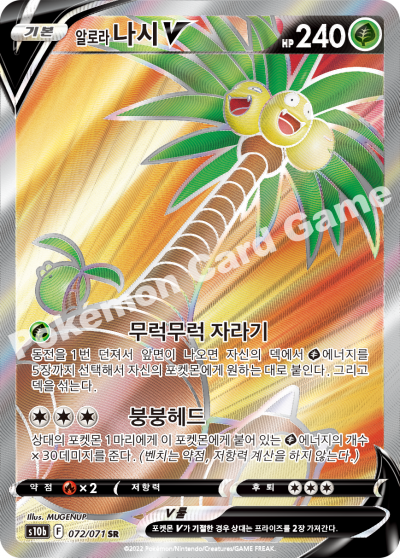 기본 알로라 나시 V HP 240
Pokémon Card Game
무럭무럭 자라기
동전을 1번 던져서 앞면이 나오면 자신의 덱에서 에너지를
5장까지 선택해서 자신의 포켓몬에게 원하는 대로 붙인다. 그리고
덱을 섞는다.
붕붕헤드
상대의 포켓몬 1마리에게 이 포켓몬에게 붙어 있는 에너지의 개수
×30데미지를 준다. (벤치는 약점, 저항력 계산을 하지 않는다.)
약점 ×2 저항력 후퇴
Illus. MUGENUP
V룰
s10b F 072/071 SR 포켓몬 V가 기절한 경우 상대는 프라이즈를 2장 가져간다.
©2022 Pokémon/Nintendo/Creatures/GAME FREAK.